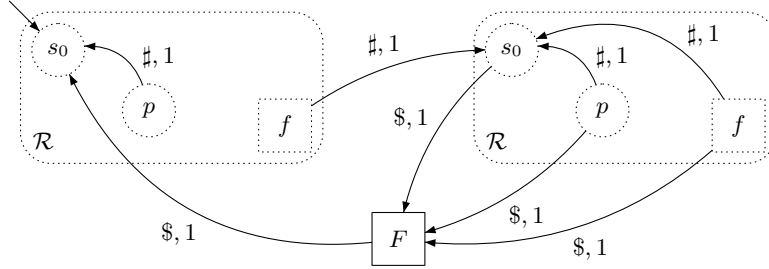 ♯, 1
s₀ ♯, 1 ♯, 1 s₀ ♯, 1
p $, 1 p
f f
ℛ ℛ
F $, 1
$, 1 $, 1